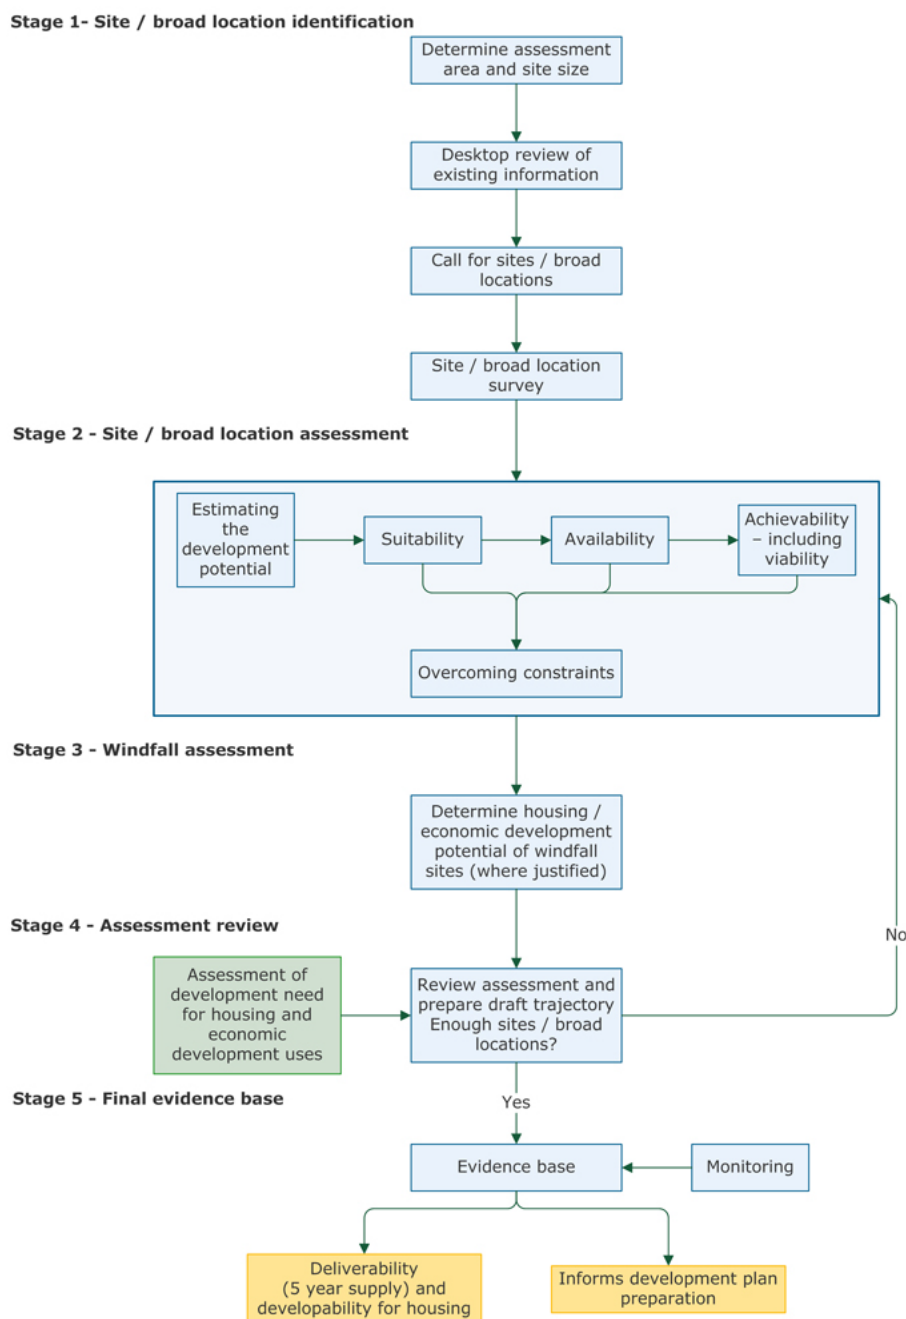 Stage 1- Site / broad location identification
Determine assessment
area and site size
Desktop review of
existing information
Call for sites / broad
locations
Site / broad location
survey
Stage 2 - Site / broad location assessment
Estimating
the
development
potential
Suitability
Availability
Achievability
– including
viability
Overcoming constraints
Stage 3 - Windfall assessment
Determine housing /
economic development
potential of windfall
sites (where justified)
Stage 4 - Assessment review
No
Assessment of
development need
for housing and
economic
development uses
Review assessment and
prepare draft trajectory
Enough sites / broad
locations?
Stage 5 - Final evidence base
Yes
Evidence base
Monitoring
Deliverability
(5 year supply) and
developability for housing
Informs development plan
preparation